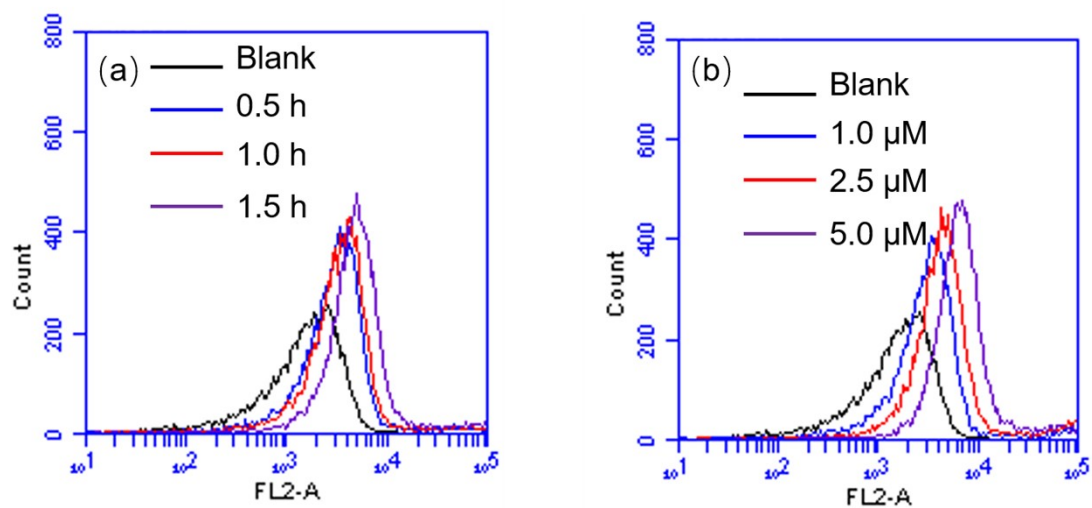 (a)
Blank
0.5 h
1.0 h
1.5 h
800
600
400
200
0
Count
10¹ 10² 10³ 10⁴ 10⁵
FL2-A
(b)
Blank
1.0 µM
2.5 µM
5.0 µM
800
600
400
200
0
Count
10¹ 10² 10³ 10⁴ 10⁵
FL2-A